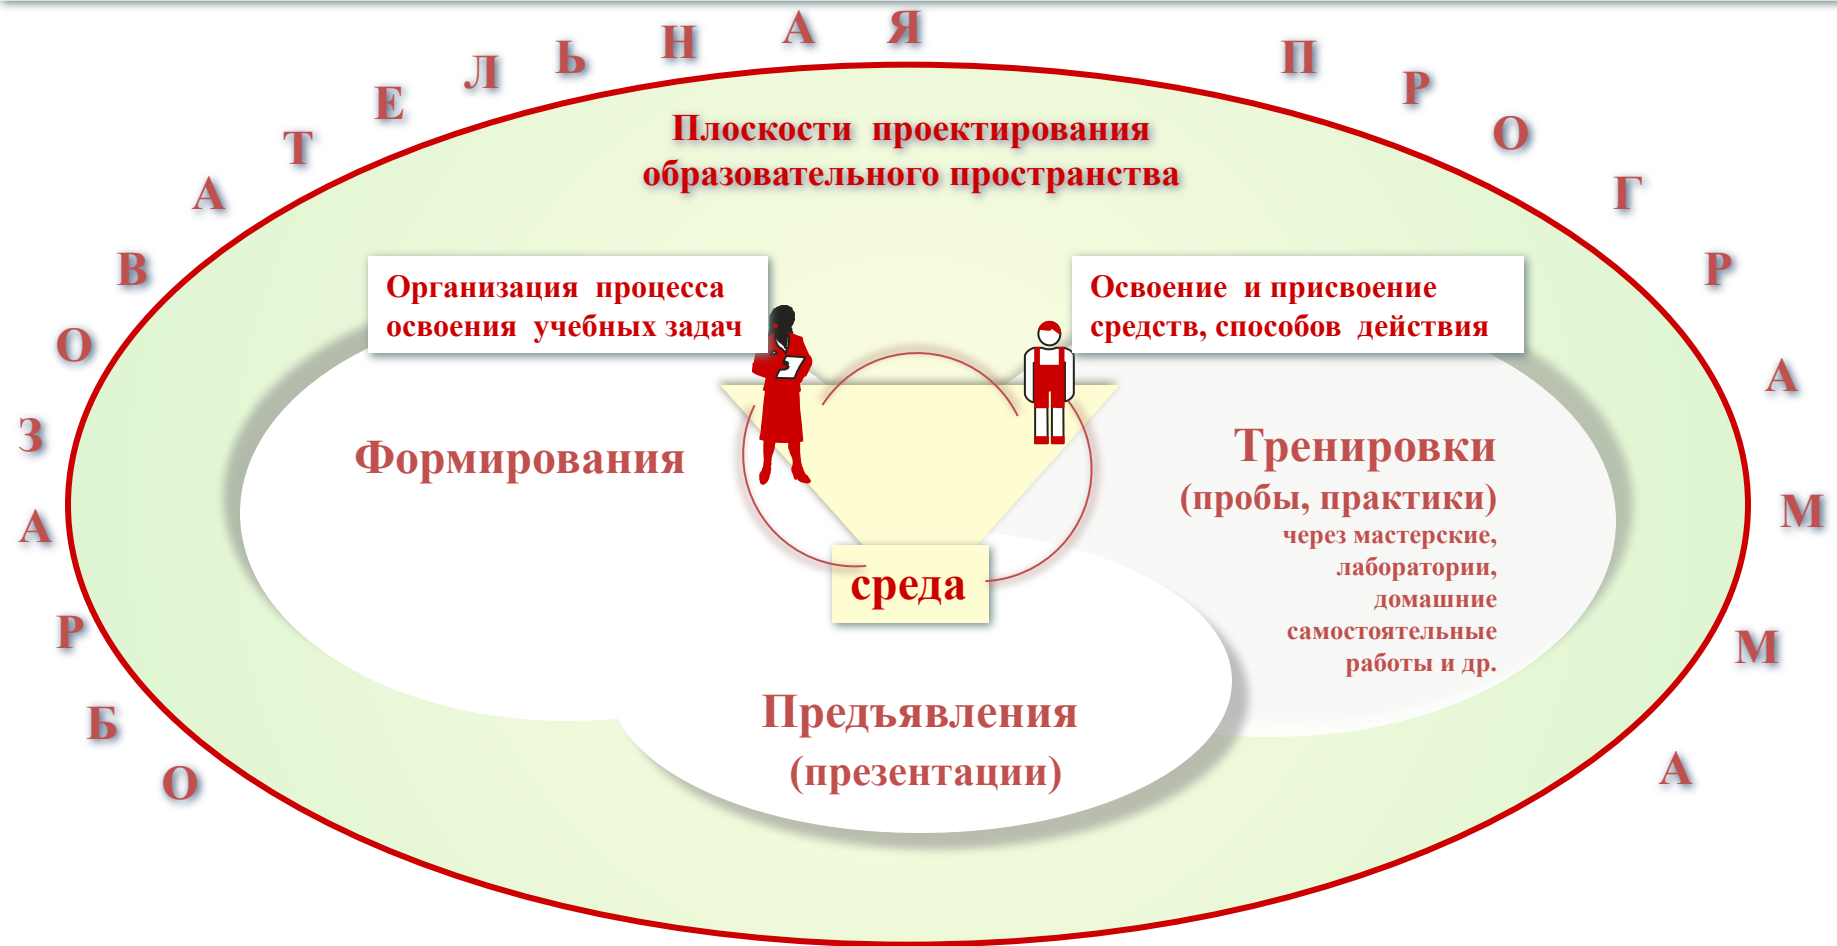 ОБРАЗОВАТЕЛЬНАЯ ПРОГРАММА
Плоскости проектирования
образовательного пространства
Организация процесса
освоения учебных задач
Освоение и присвоение
средств, способов действия
Формирования
Тренировки
(пробы, практики)
через мастерские,
лаборатории,
домашние
самостоятельные
работы и др.
среда
Предъявления
(презентации)